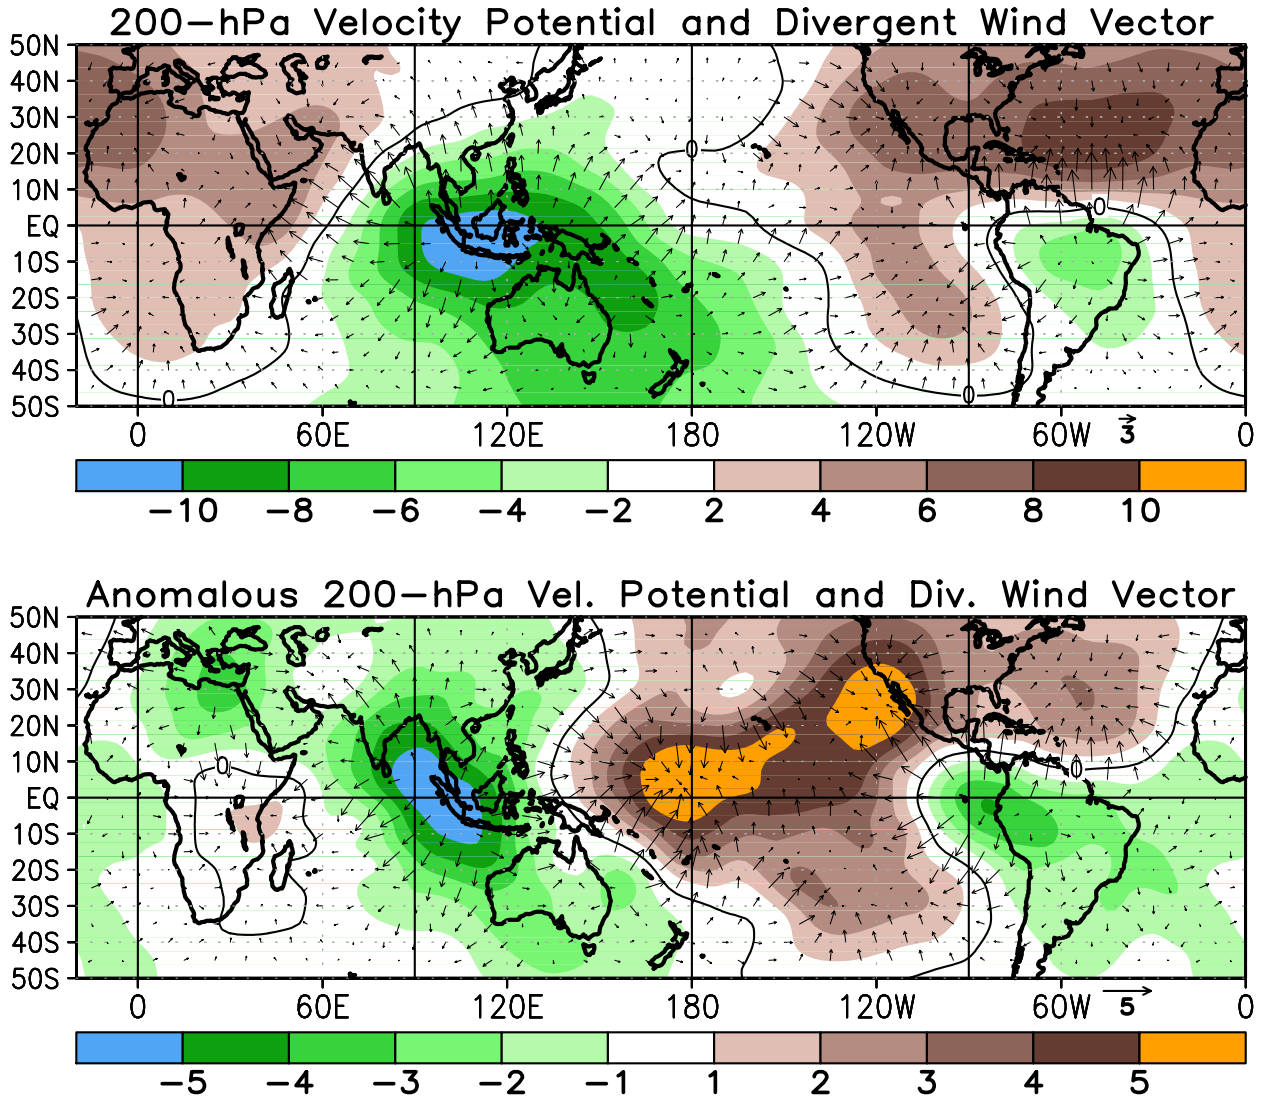 200-hPa Velocity Potential and Divergent Wind Vector
50N
40N
30N
20N
10N
EQ
10S
20S
30S
40S
50S
0
0
0
0
0 60E 120E 180 120W 60W 0
3
-10 -8 -6 -4 -2 2 4 6 8 10
Anomalous 200-hPa Vel. Potential and Div. Wind Vector
50N
40N
30N
20N
10N
EQ
10S
20S
30S
40S
50S
0
0
0 60E 120E 180 120W 60W 0
5
-5 -4 -3 -2 -1 1 2 3 4 5